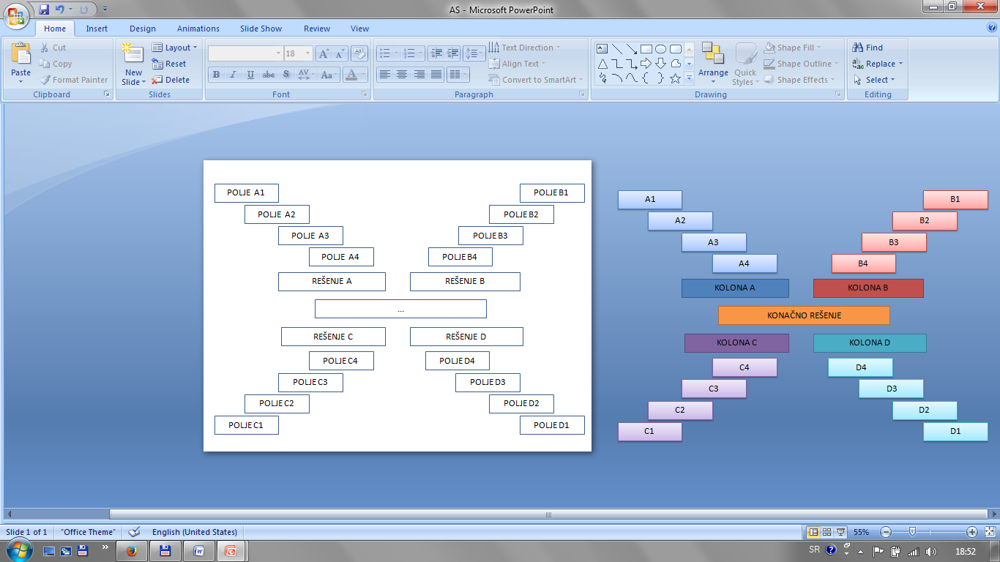 AS - Microsoft PowerPoint
Home Insert Design Animations Slide Show Review View
Paste
Cut
Copy
Format Painter
Clipboard
New Slide
Layout
Reset
Delete
Slides
18
B I U abc S AV Aa A
Font
Text Direction
Align Text
Convert to SmartArt
Paragraph
Arrange
Quick Styles
Shape Fill
Shape Outline
Shape Effects
Drawing
Find
Replace
Select
Editing
POLJE A1
POLJE A2
POLJE A3
POLJE A4
REŠENJE A
POLJE B1
POLJE B2
POLJE B3
POLJE B4
REŠENJE B
...
REŠENJE C
POLJE C4
POLJE C3
POLJE C2
POLJE C1
REŠENJE D
POLJE D4
POLJE D3
POLJE D2
POLJE D1
A1
A2
A3
A4
KOLONA A
B1
B2
B3
B4
KOLONA B
KONAČNO REŠENJE
KOLONA C
C4
C3
C2
C1
KOLONA D
D4
D3
D2
D1
Slide 1 of 1 "Office Theme" English (United States) 55%
SR 18:52